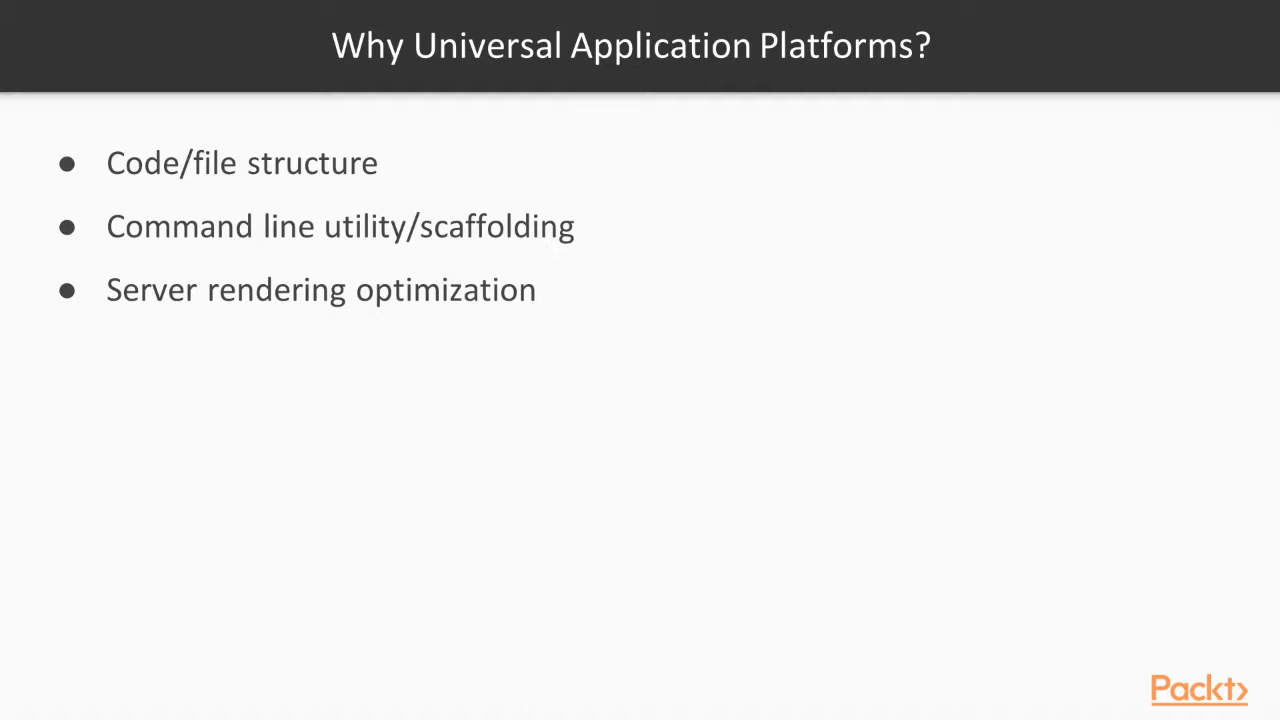 Why Universal Application Platforms?
● Code/file structure
● Command line utility/scaffolding
● Server rendering optimization
Packt>